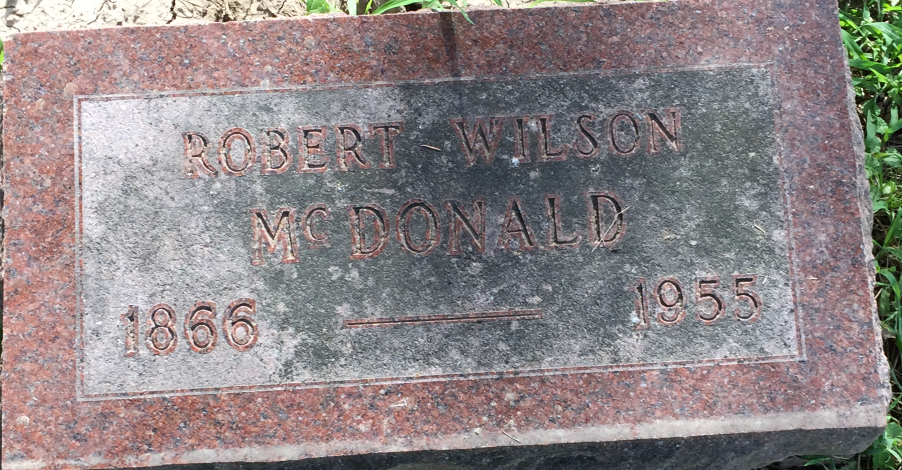 ROBERT WILSON
McDONALD
1866 — 1955